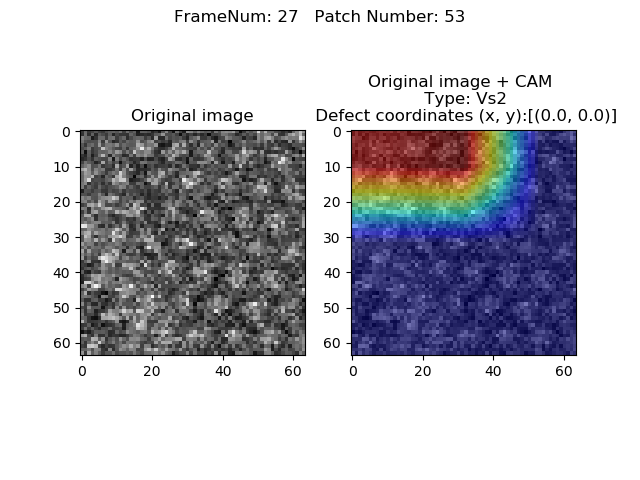 FrameNum: 27   Patch Number: 53
Original image
Original image + CAM
Type: Vs2
Defect coordinates (x, y):[(0.0, 0.0)]
0
10
20
30
40
50
60
0 20 40 60
0
10
20
30
40
50
60
0 20 40 60